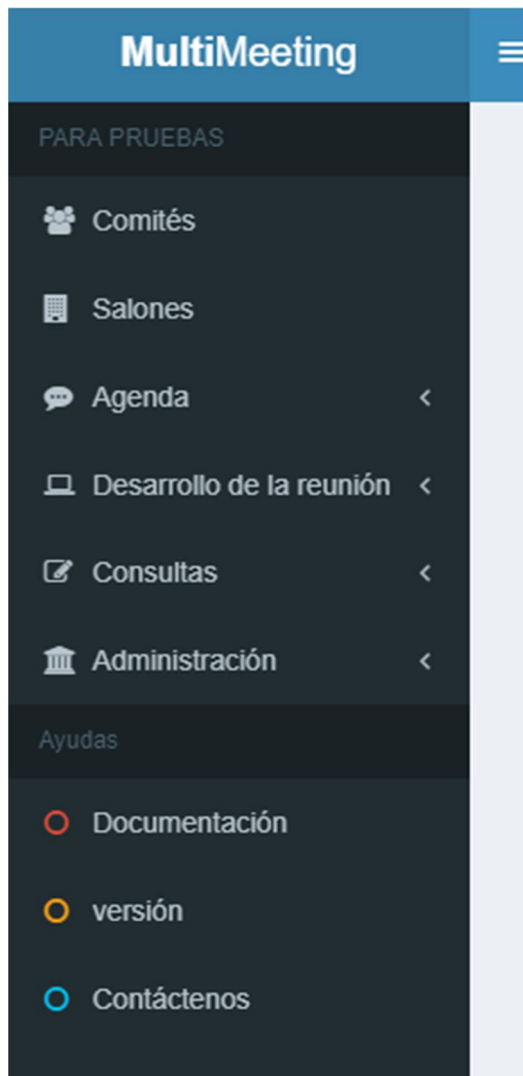 MultiMeeting
PARA PRUEBAS
Comités
Salones
Agenda
Desarrollo de la reunión
Consultas
Administración
Ayudas
Documentación
versión
Contáctenos